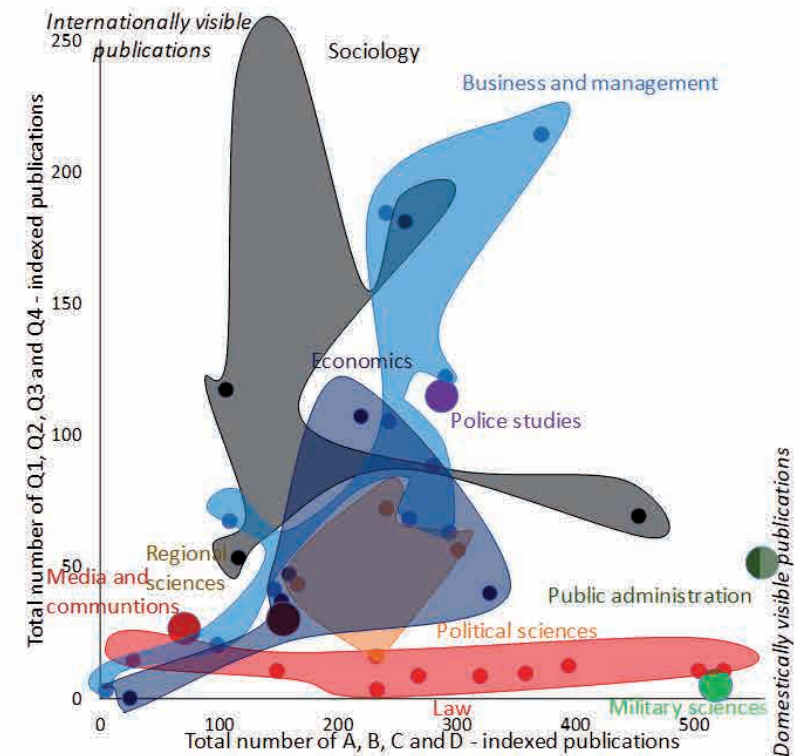 Internationally visible
publications
Sociology
Business and management
250
200
150
100
50
0
Total number of Q1, Q2, Q3 and Q4 - indexed publications
Economics
Police studies
Regional
sciences
Media and
communtions
Public administration
Political sciences
Law
Military sciences
0 100 200 300 400 500
Total number of A, B, C and D - indexed publications
Domestically visible publications